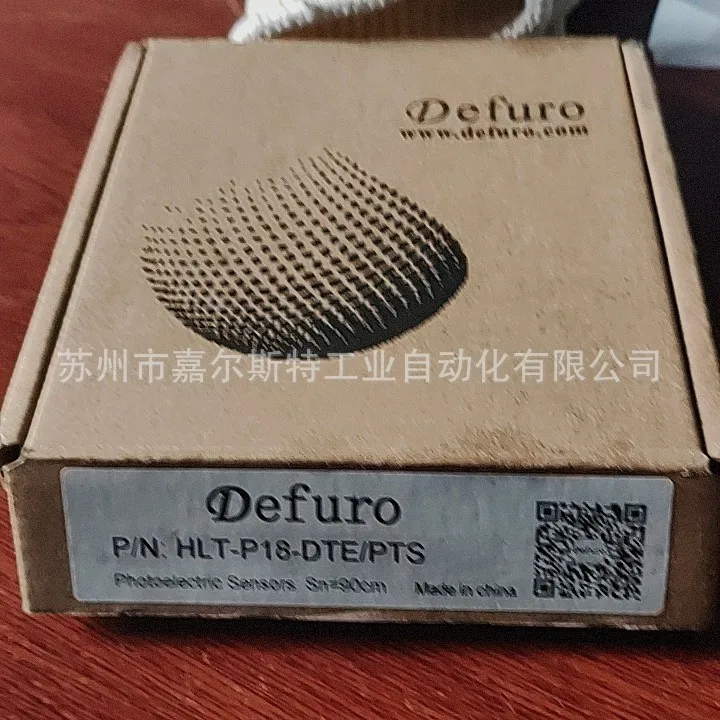 Defuro
www.defuro.com
苏州市嘉尔斯特工业自动化有限公司
Defuro
P/N: HLT-P18-DTE/PTS
Photoelectric Sensors Sn=90cm Made in china